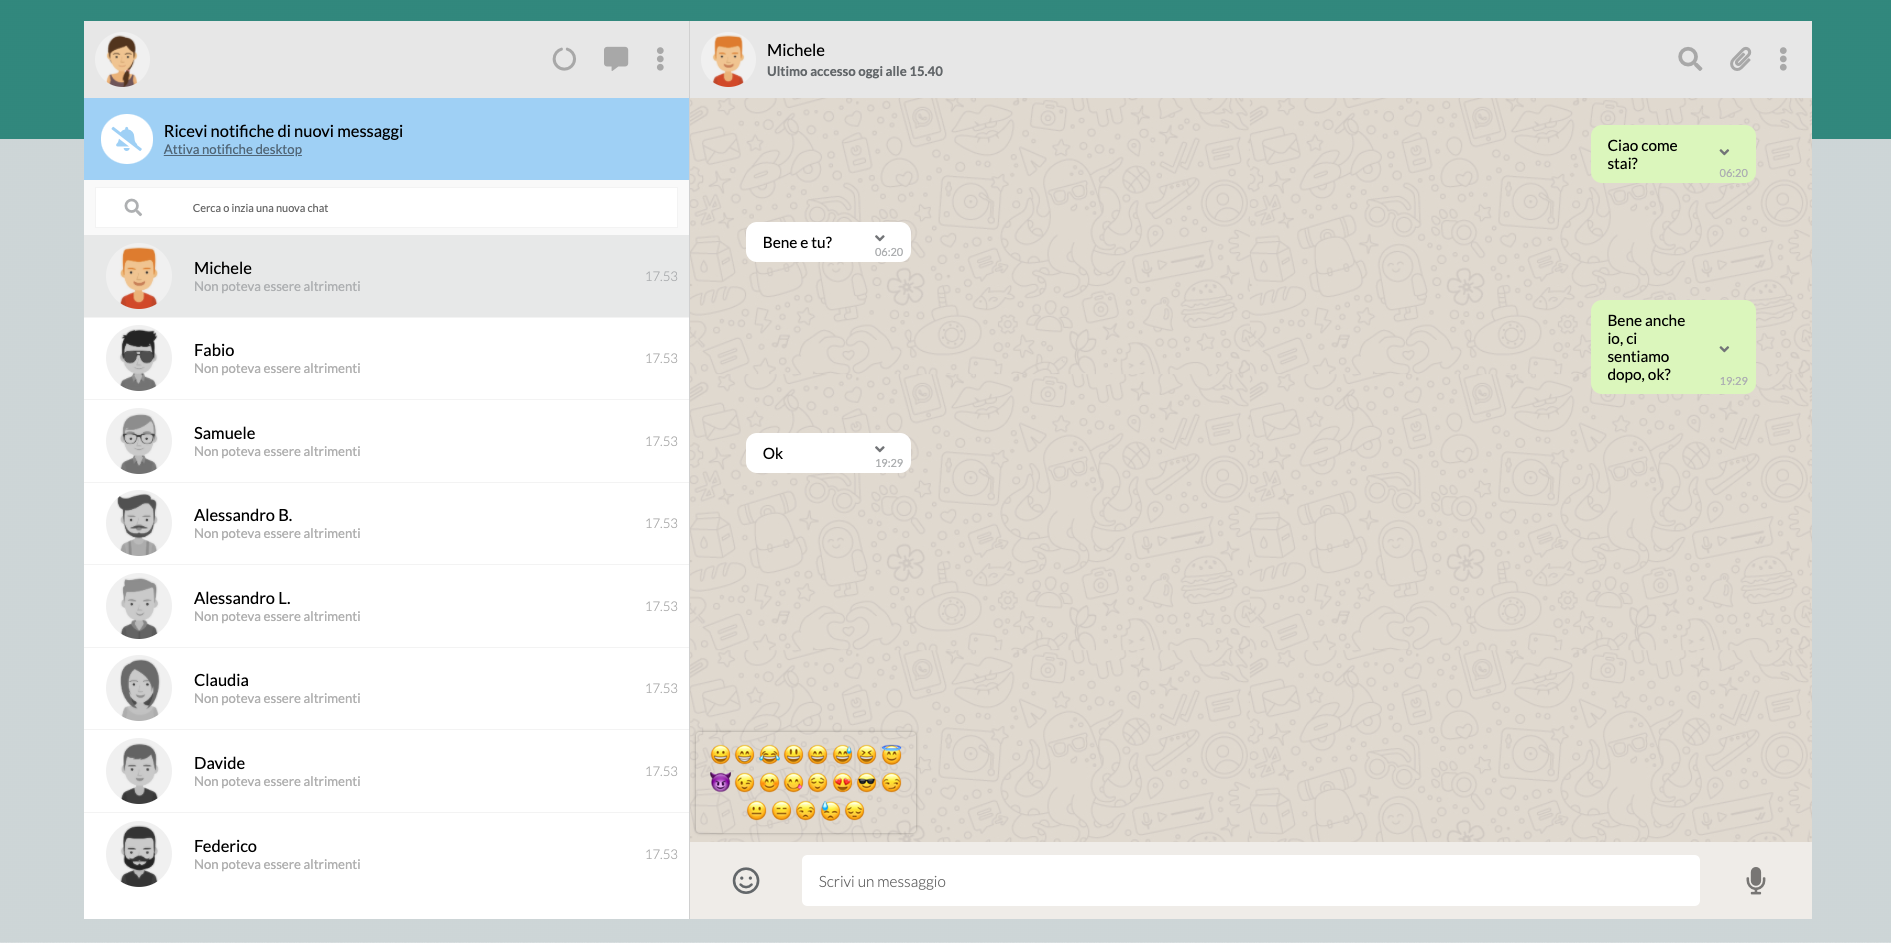 Michele
Ultimo accesso oggi alle 15.40
Ricevi notifiche di nuovi messaggi
Attiva notifiche desktop
Cerca o inzia una nuova chat
Michele
Non poteva essere altrimenti
17.53
Fabio
Non poteva essere altrimenti
17.53
Samuele
Non poteva essere altrimenti
17.53
Alessandro B.
Non poteva essere altrimenti
17.53
Alessandro L.
Non poteva essere altrimenti
17.53
Claudia
Non poteva essere altrimenti
17.53
Davide
Non poteva essere altrimenti
17.53
Federico
Non poteva essere altrimenti
17.53
Ciao come
stai?
06:20
Bene e tu?
06:20
Bene anche
io, ci
sentiamo
dopo, ok?
19:29
Ok
19:29
Scrivi un messaggio